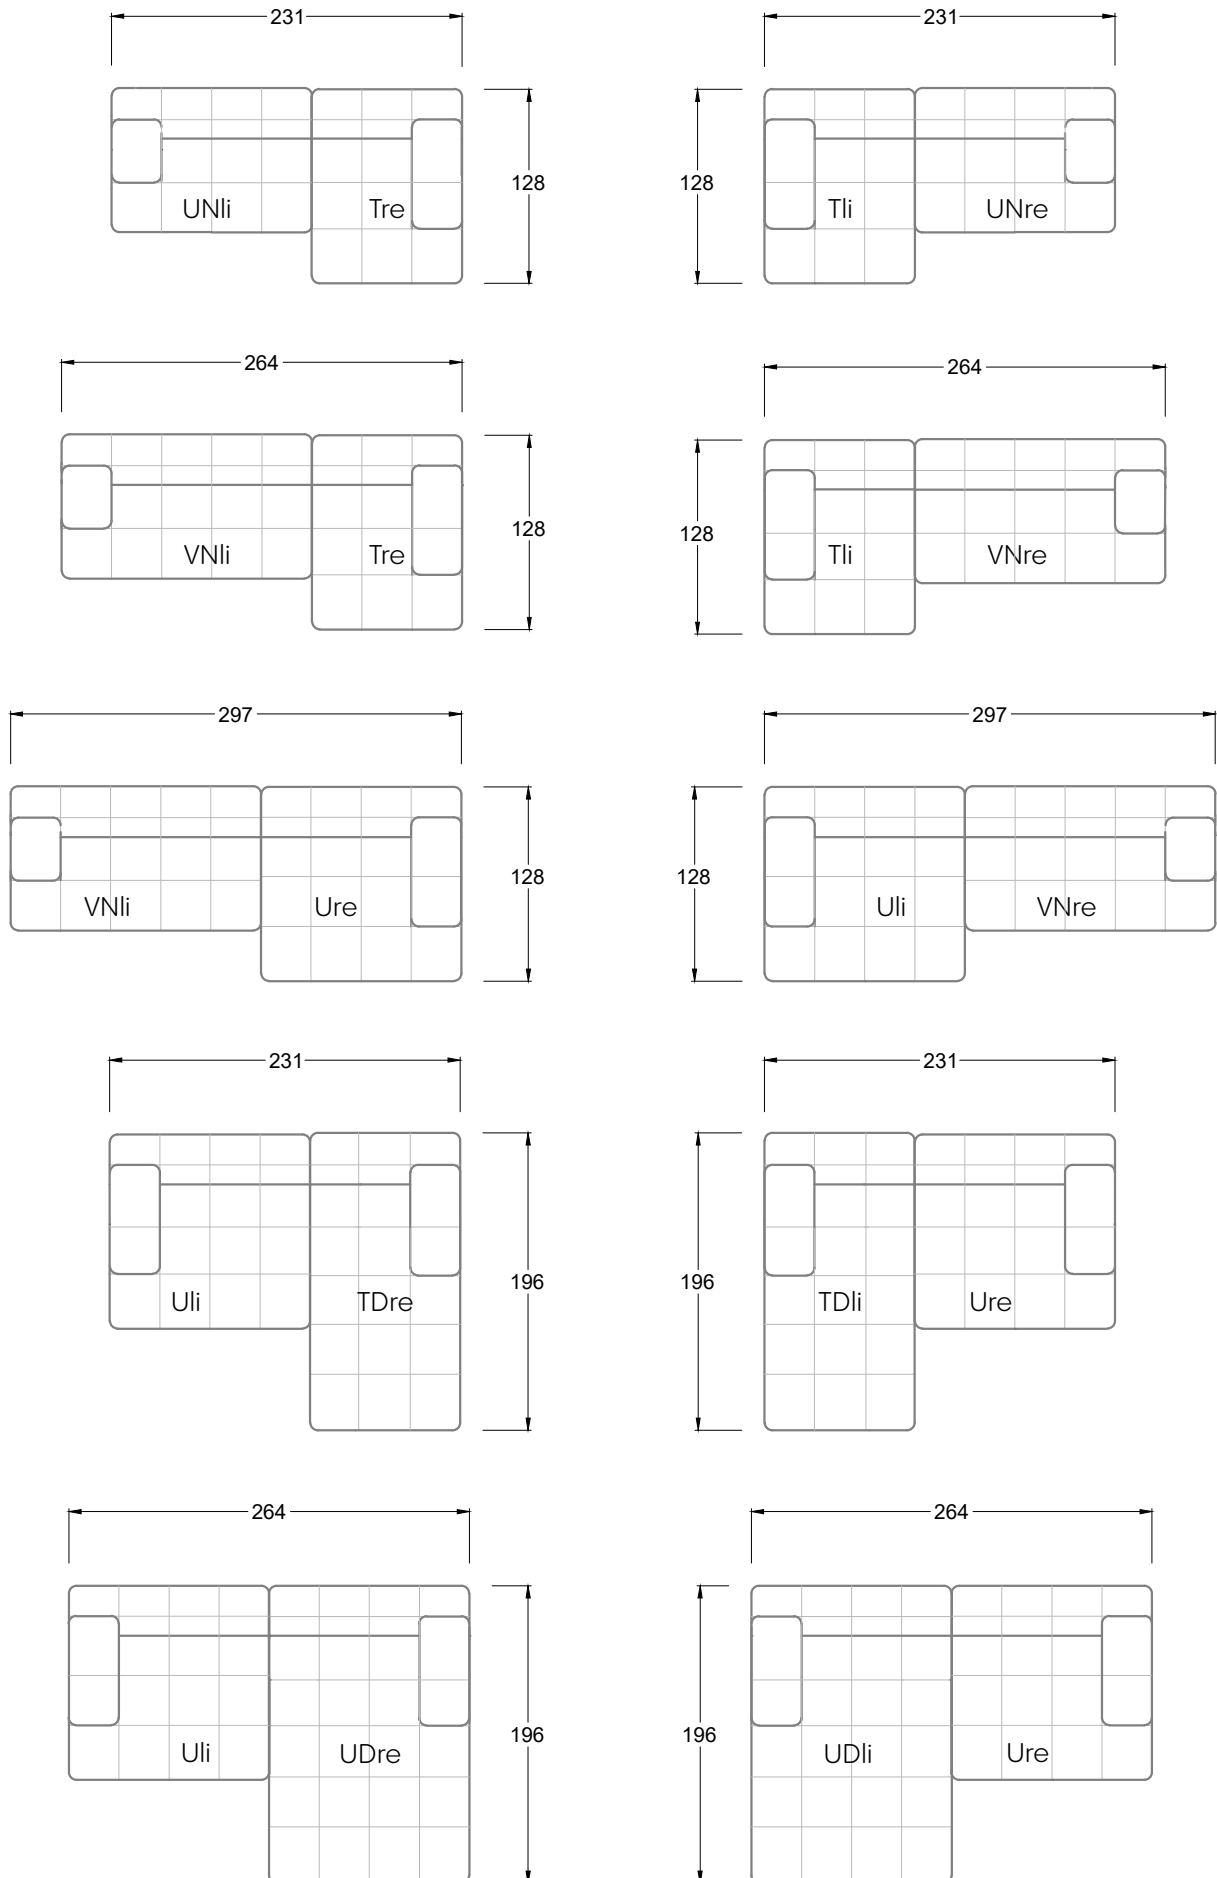 231
231
128
128
UNli Tre
Tli UNre
264
264
128
128
VNli Tre
Tli VNre
297
297
128
128
VNli Ure
Uli VNre
231
231
196
196
Uli TDre
TDli Ure
264
264
196
196
Uli UDre
UDli Ure